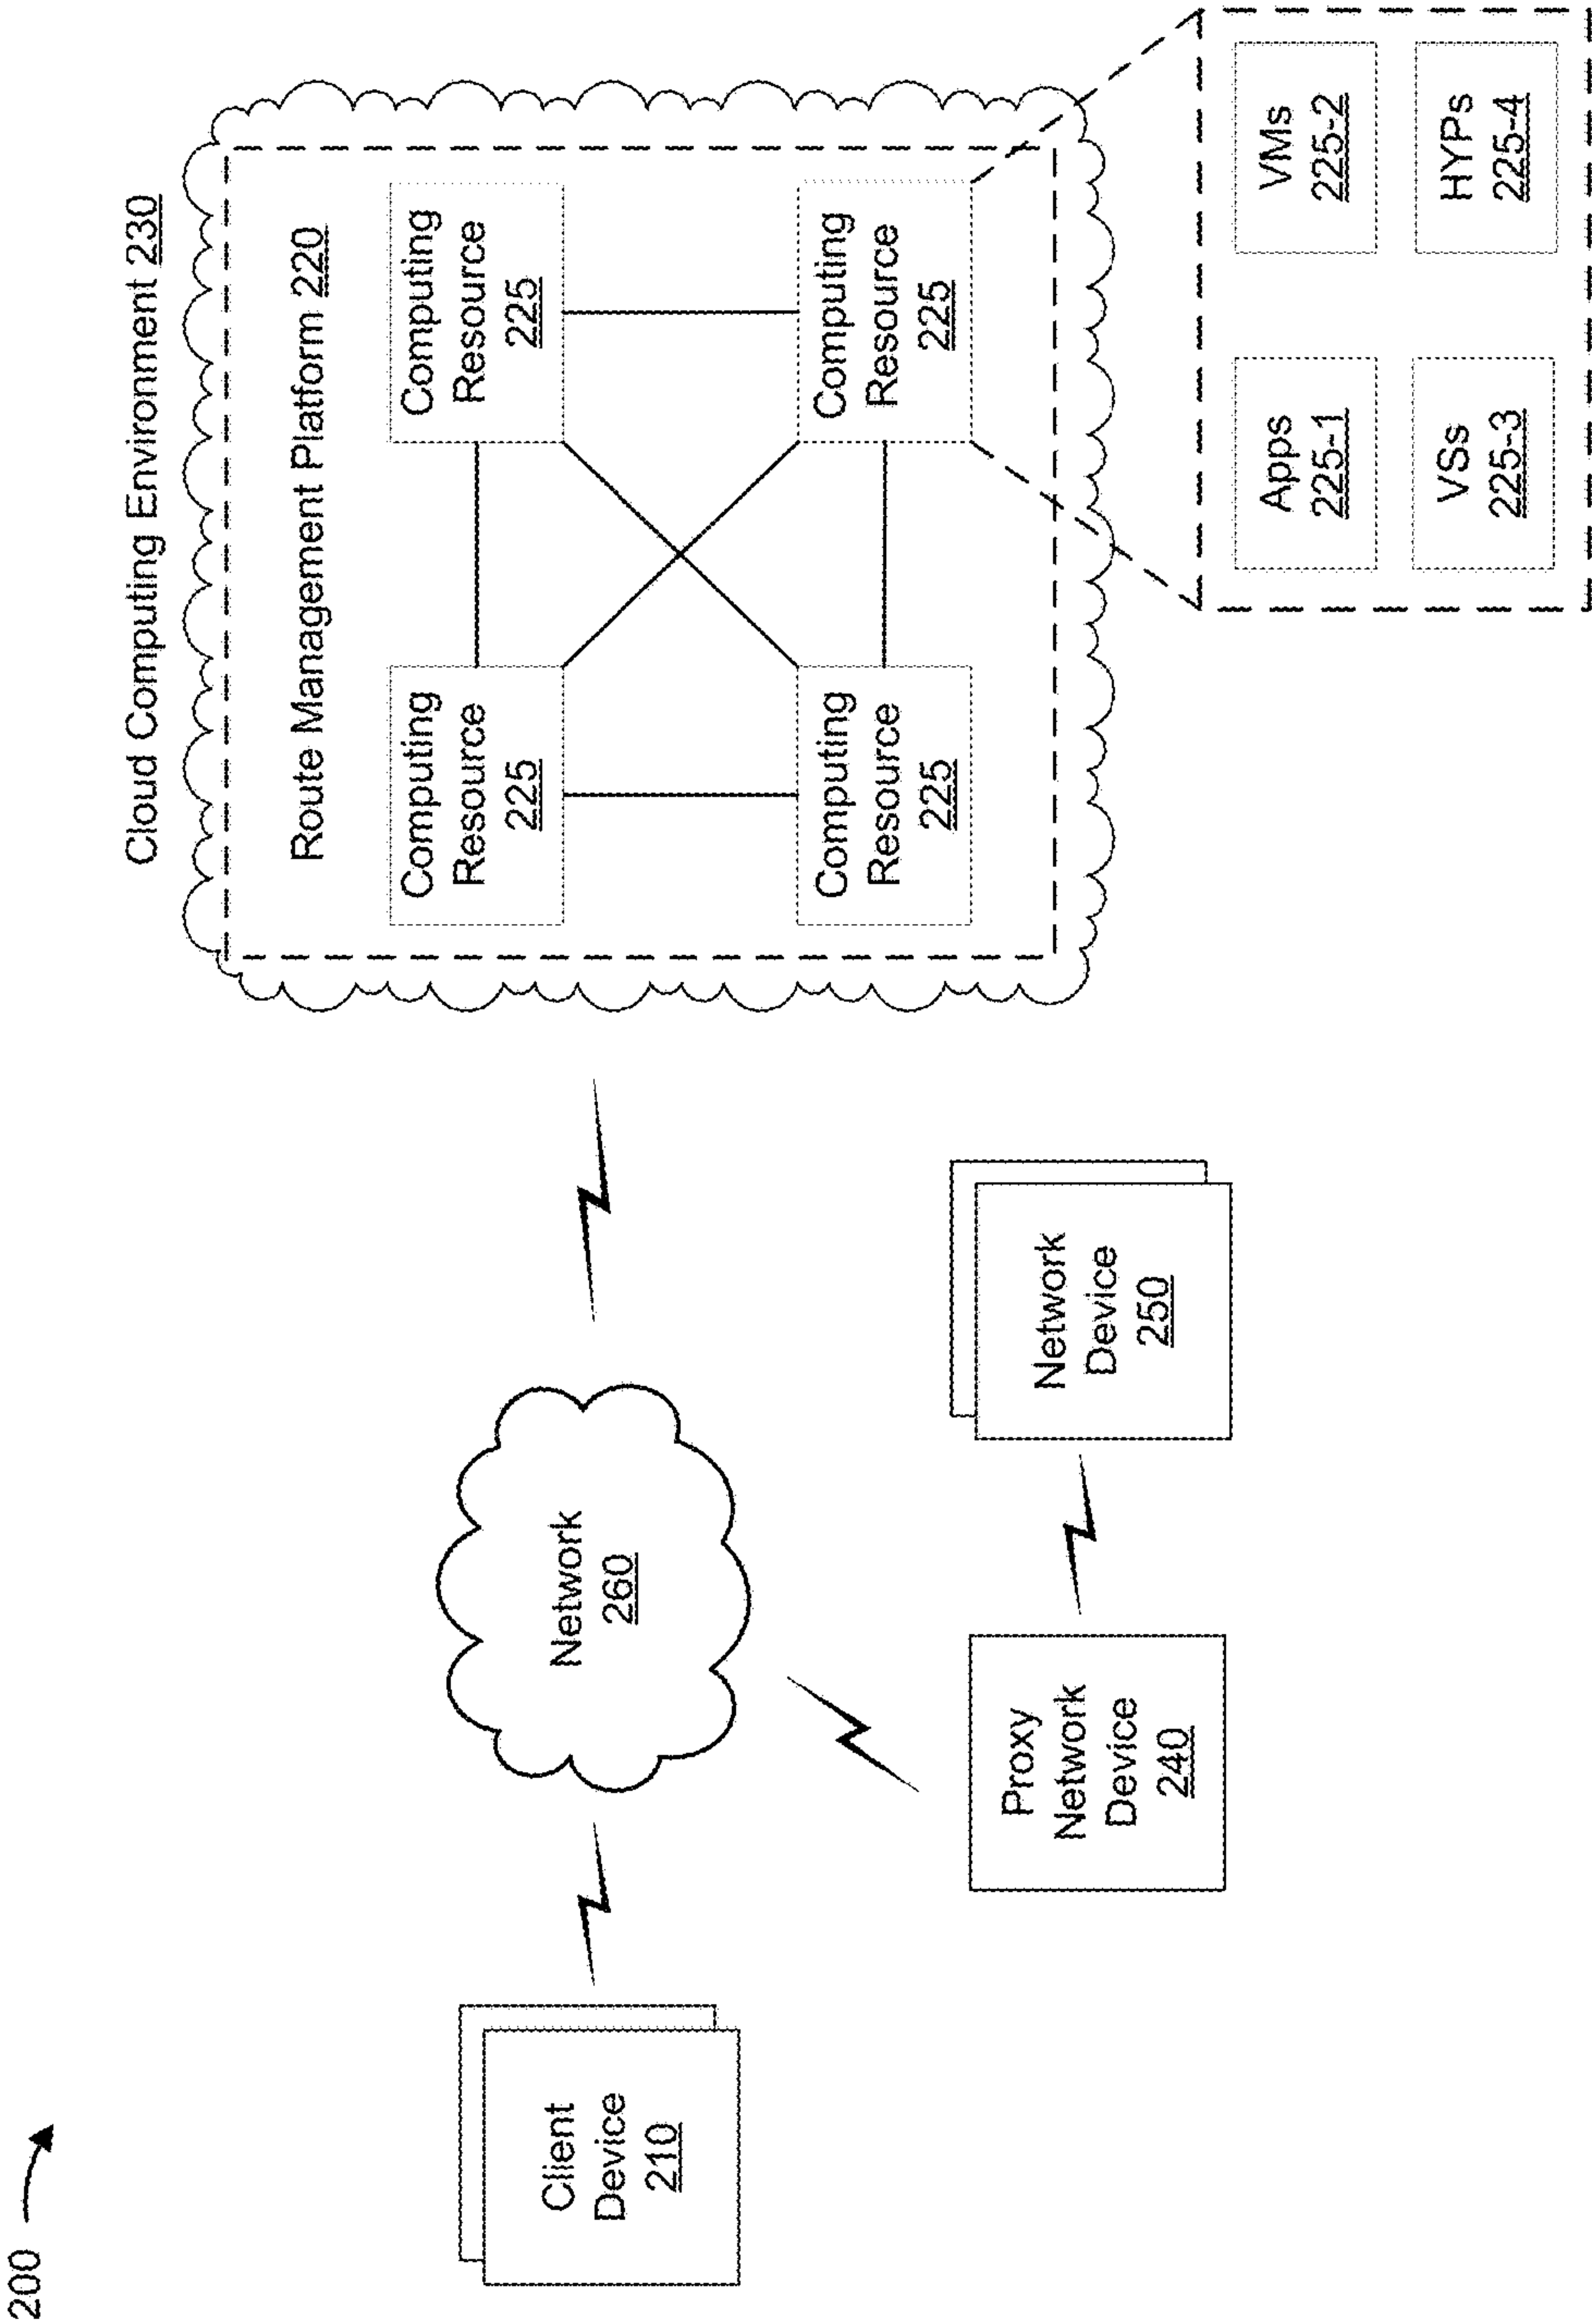 200
Cloud Computing Environment 230
Route Management Platform 220
Computing
Resource
225
Computing
Resource
225
Computing
Resource
225
Computing
Resource
225
Client
Device
210
Network
260
Proxy
Network
Device
240
Network
Device
250
Apps
225-1
VMs
225-2
VSs
225-3
HYPs
225-4